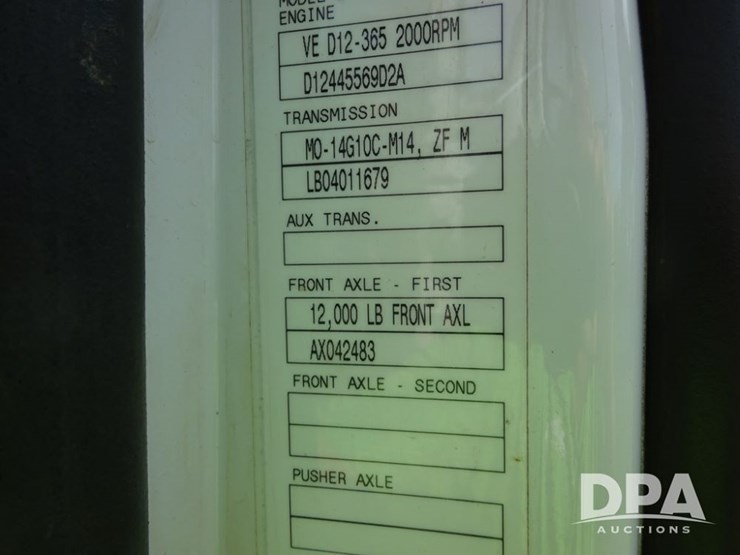 MODEL
ENGINE
VE D12-365 2000RPM
D12445569D2A
TRANSMISSION
MO-14G10C-M14, ZF M
LB04011679
AUX TRANS.
FRONT AXLE - FIRST
12,000 LB FRONT AXL
AX042483
FRONT AXLE - SECOND
PUSHER AXLE
DPA
AUCTIONS